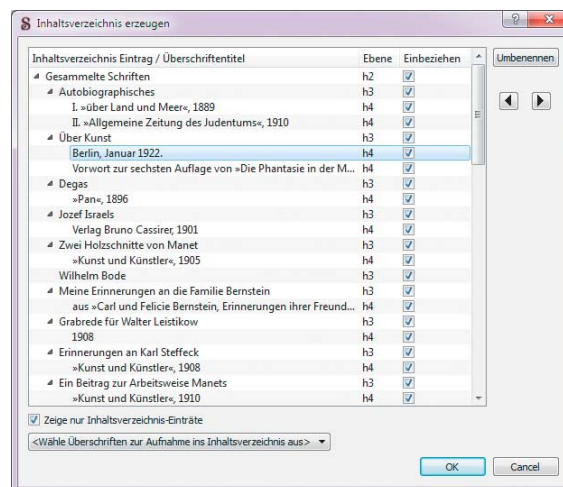 Inhaltsverzeichnis erzeugen
Inhaltsverzeichnis Eintrag / Überschriftentitel Ebene Einbeziehen
Umbenennen
Gesammelte Schriften h2
Autobiographisches h3
I. »über Land und Meer«, 1889 h4
II. »Allgemeine Zeitung des Judentums«, 1910 h4
Über Kunst h3
Berlin, Januar 1922. h4
Vorwort zur sechsten Auflage von »Die Phantasie in der M... h4
Degas h3
»Pan«, 1896 h4
Jozef Israels h3
Verlag Bruno Cassirer, 1901 h4
Zwei Holzschnitte von Manet h3
»Kunst und Künstler«, 1905 h4
Wilhelm Bode h3
Meine Erinnerungen an die Familie Bernstein h3
aus »Carl und Felicie Bernstein, Erinnerungen ihrer Freund... h4
Grabrede für Walter Leistikow h3
1908 h4
Erinnerungen an Karl Steffeck h3
»Kunst und Künstler«, 1908 h4
Ein Beitrag zur Arbeitsweise Manets h3
»Kunst und Künstler«, 1910 h4
Zeige nur Inhaltsverzeichnis-Einträte
<Wähle Überschriften zur Aufnahme ins Inhaltsverzeichnis aus>
OK Cancel